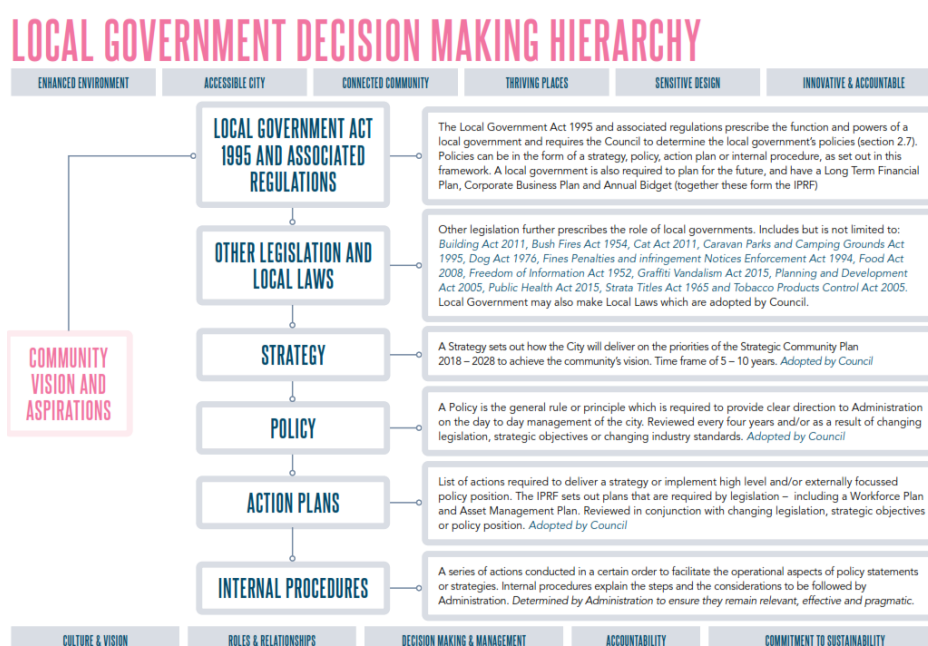 LOCAL GOVERNMENT DECISION MAKING HIERARCHY
ENHANCED ENVIRONMENT
ACCESSIBLE CITY
CONNECTED COMMUNITY
THRIVING PLACES
SENSITIVE DESIGN
INNOVATIVE & ACCOUNTABLE
LOCAL GOVERNMENT ACT
1995 AND ASSOCIATED
REGULATIONS
The Local Government Act 1995 and associated regulations prescribe the function and powers of a
local government and requires the Council to determine the local government's policies (section 2.7).
Policies can be in the form of a strategy, policy, action plan or internal procedure, as set out in this
framework. A local government is also required to plan for the future, and have a Long Term Financial
Plan, Corporate Business Plan and Annual Budget (together these form the IPRF)
OTHER LEGISLATION AND
LOCAL LAWS
Other legislation further prescribes the role of local governments. Includes but is not limited to:
Building Act 2011, Bush Fires Act 1954, Cat Act 2011, Caravan Parks and Camping Grounds Act
1995, Dog Act 1976, Fines Penalties and infringement Notices Enforcement Act 1994, Food Act
2008, Freedom of Information Act 1952, Graffiti Vandalism Act 2015, Planning and Development
Act 2005, Public Health Act 2015, Strata Titles Act 1965 and Tobacco Products Control Act 2005.
Local Government may also make Local Laws which are adopted by Council.
COMMUNITY
VISION AND
ASPIRATIONS
STRATEGY
A Strategy sets out how the City will deliver on the priorities of the Strategic Community Plan
2018 – 2028 to achieve the community's vision. Time frame of 5 – 10 years. Adopted by Council
POLICY
A Policy is the general rule or principle which is required to provide clear direction to Administration
on the day to day management of the city. Reviewed every four years and/or as a result of changing
legislation, strategic objectives or changing industry standards. Adopted by Council
ACTION PLANS
List of actions required to deliver a strategy or implement high level and/or externally focussed
policy position. The IPRF sets out plans that are required by legislation – including a Workforce Plan
and Asset Management Plan. Reviewed in conjunction with changing legislation, strategic objectives
or policy position. Adopted by Council
INTERNAL PROCEDURES
A series of actions conducted in a certain order to facilitate the operational aspects of policy statements
or strategies. Internal procedures explain the steps and the considerations to be followed by
Administration. Determined by Administration to ensure they remain relevant, effective and pragmatic.
CULTURE & VISION
ROLES & RELATIONSHIPS
DECISION MAKING & MANAGEMENT
ACCOUNTABILITY
COMMITMENT TO SUSTAINABILITY